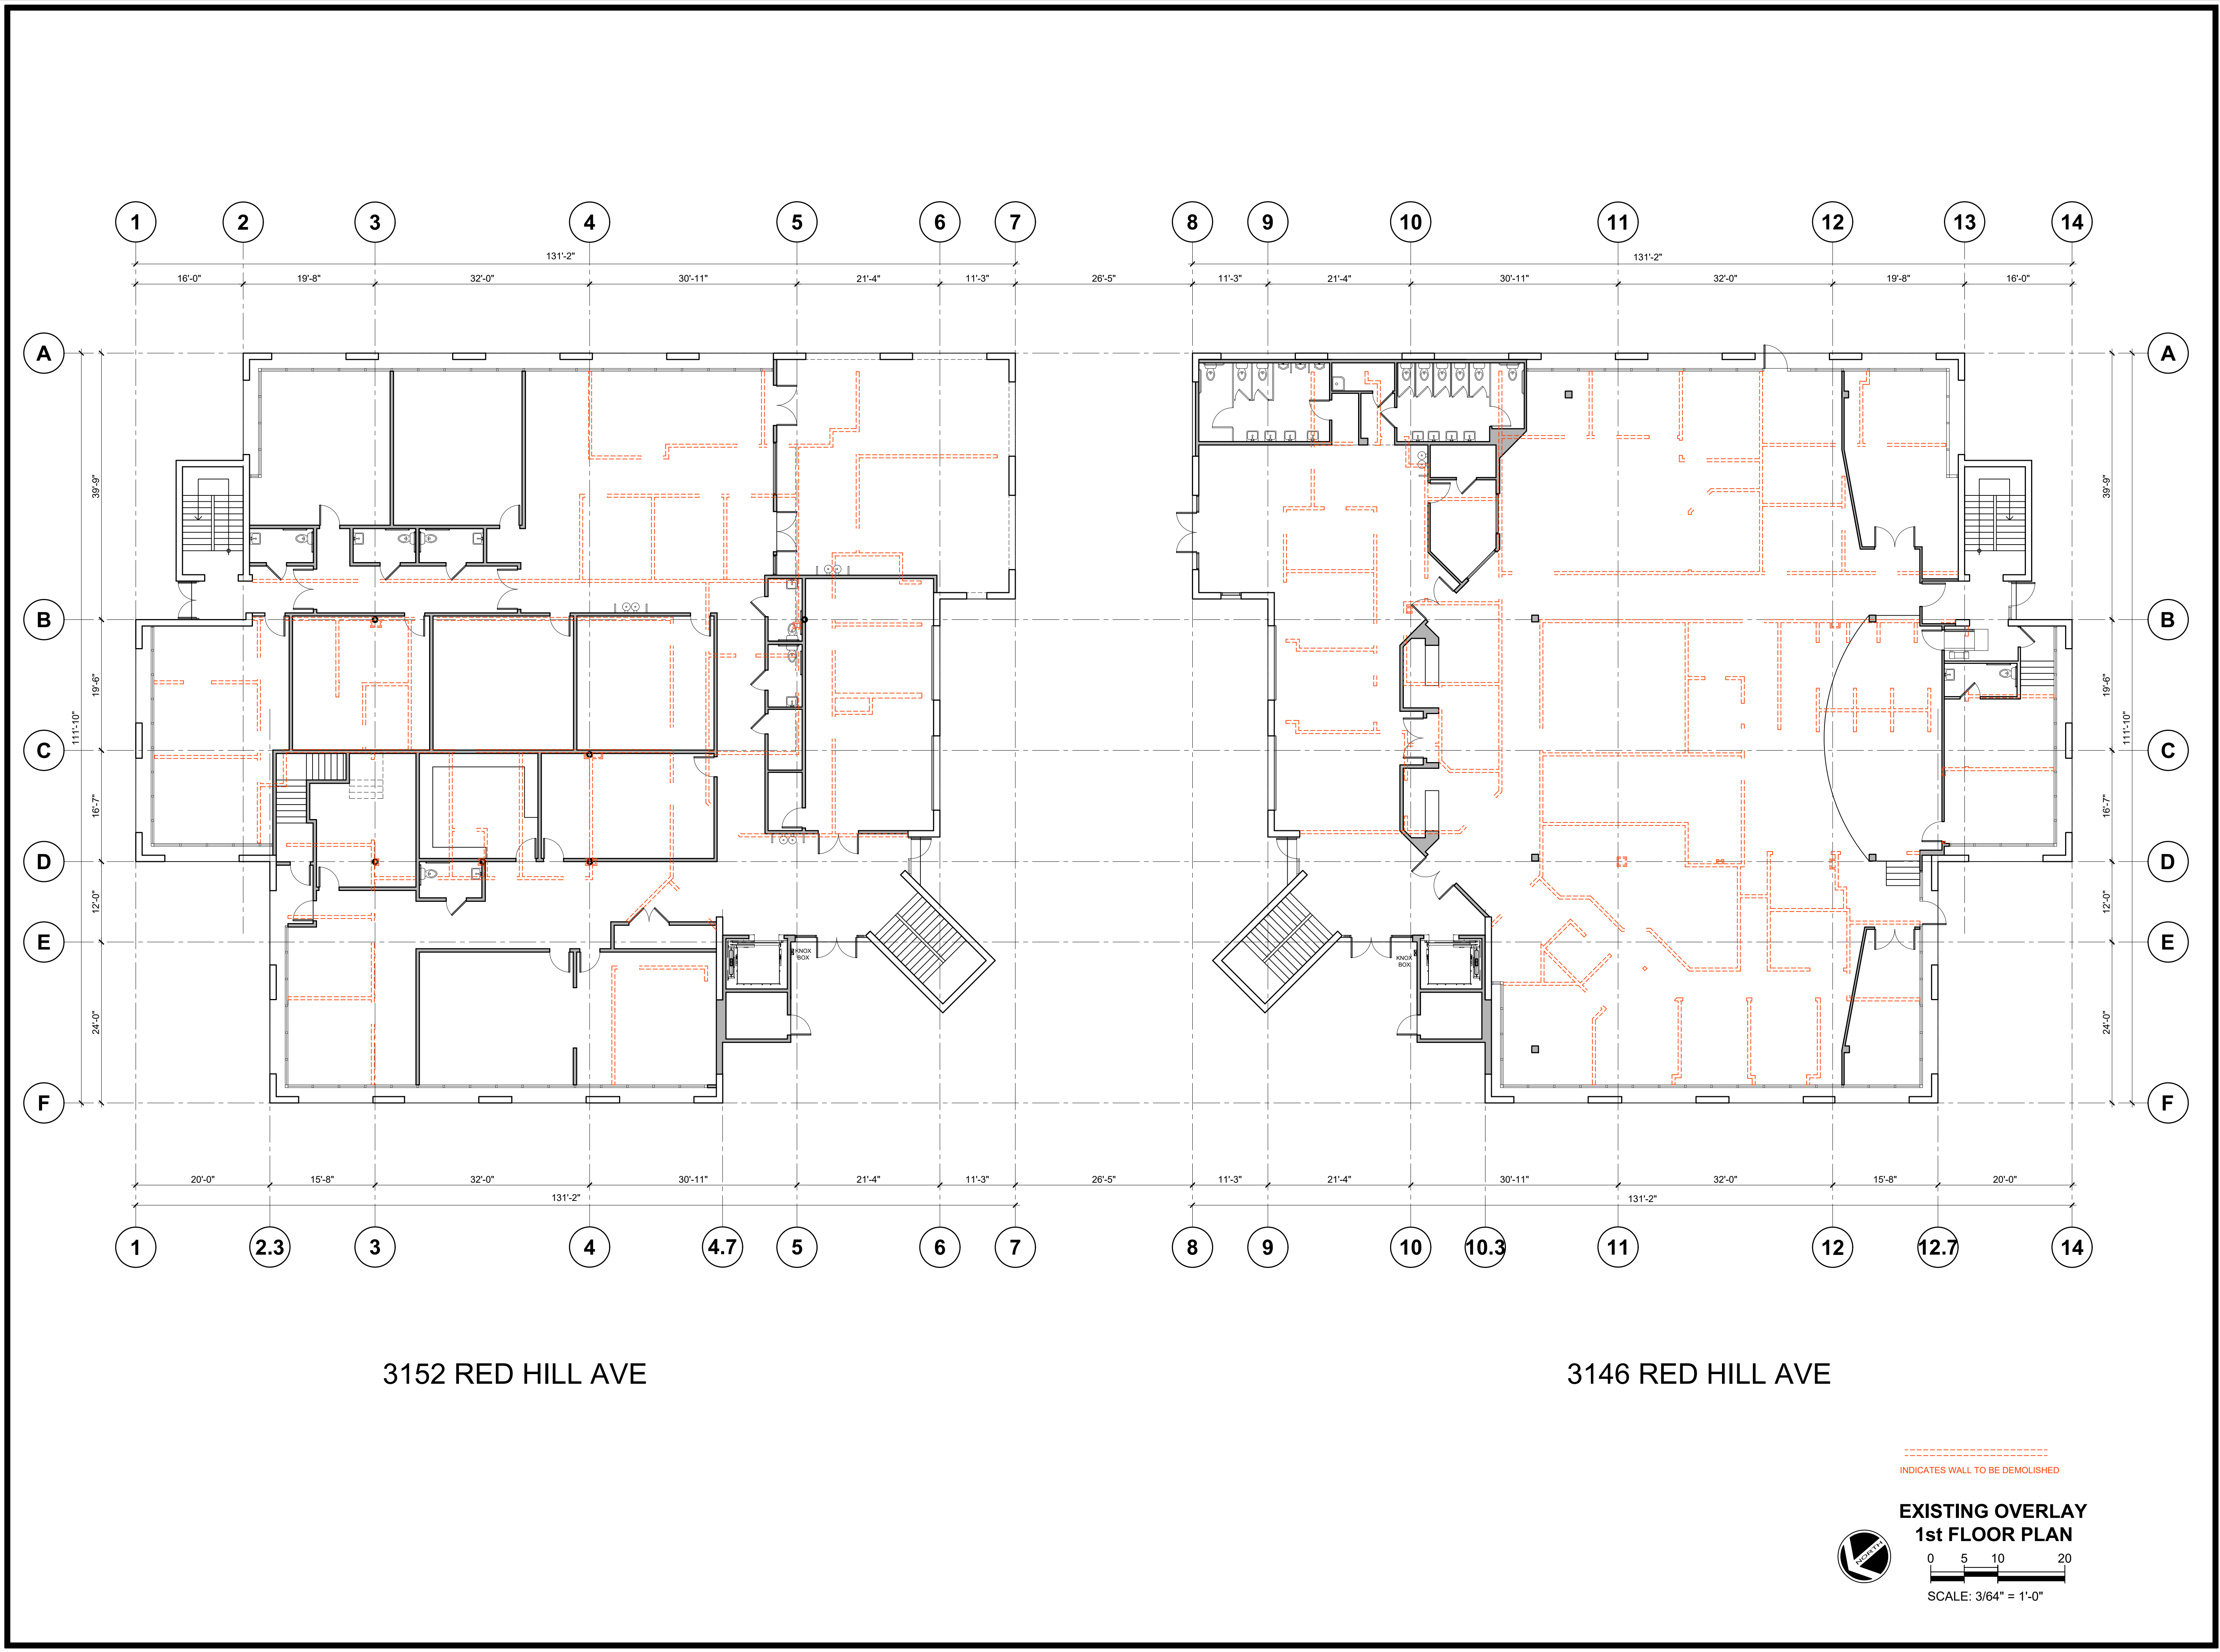 1 2 3 4 5 6 7 8 9 10 11 12 13 14
131'-2" 131'-2"
16'-0" 19'-8" 32'-0" 30'-11" 21'-4" 11'-3" 26'-5" 11'-3" 21'-4" 30'-11" 32'-0" 19'-8" 16'-0"
A A
39'-9" 39'-9"
B B
19'-6" 19'-6"
111'-10" 111'-10"
C C
16'-7" 16'-7"
D D
12'-0" 12'-0"
E E
KNOX KNOX
BOX BOX
24'-0" 24'-0"
F F
20'-0" 15'-8" 32'-0" 30'-11" 21'-4" 11'-3" 26'-5" 11'-3" 21'-4" 30'-11" 32'-0" 15'-8" 20'-0"
131'-2" 131'-2"
1 2.3 3 4 4.7 5 6 7 8 9 10 10.3 11 12 12.7 14
3152 RED HILL AVE 3146 RED HILL AVE
INDICATES WALL TO BE DEMOLISHED
EXISTING OVERLAY
1st FLOOR PLAN
NORTH
0 5 10 20
SCALE: 3/64" = 1'-0"